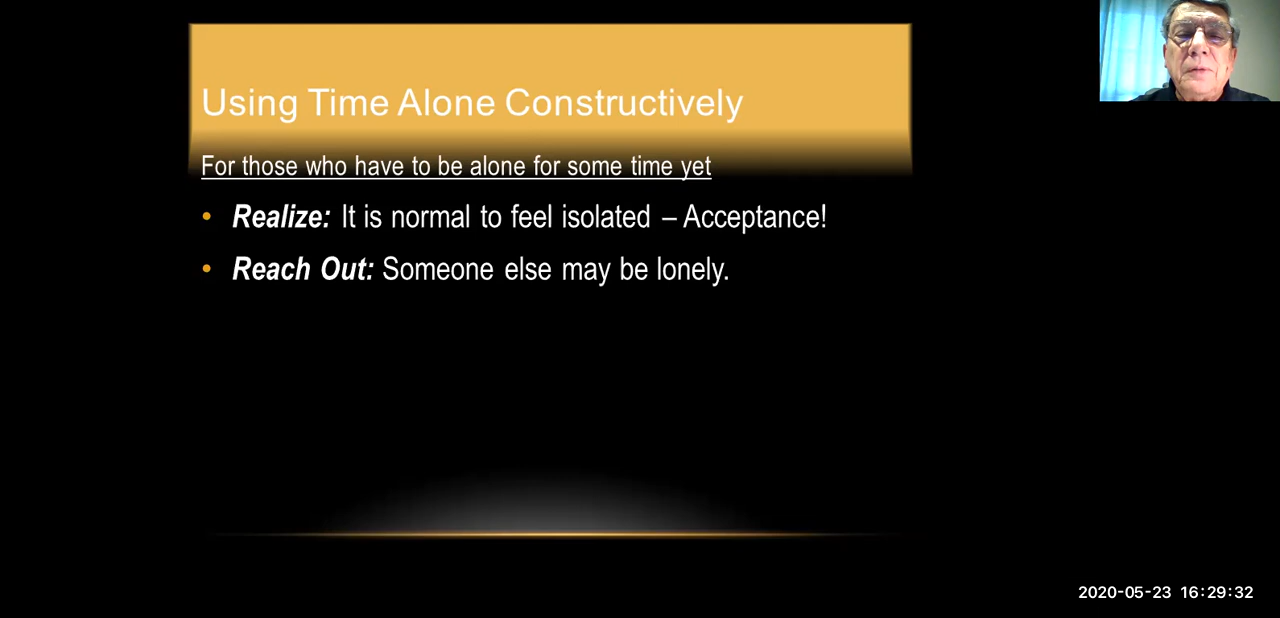 Using Time Alone Constructively
For those who have to be alone for some time yet
• Realize: It is normal to feel isolated – Acceptance!
• Reach Out: Someone else may be lonely.
2020-05-23 16:29:32